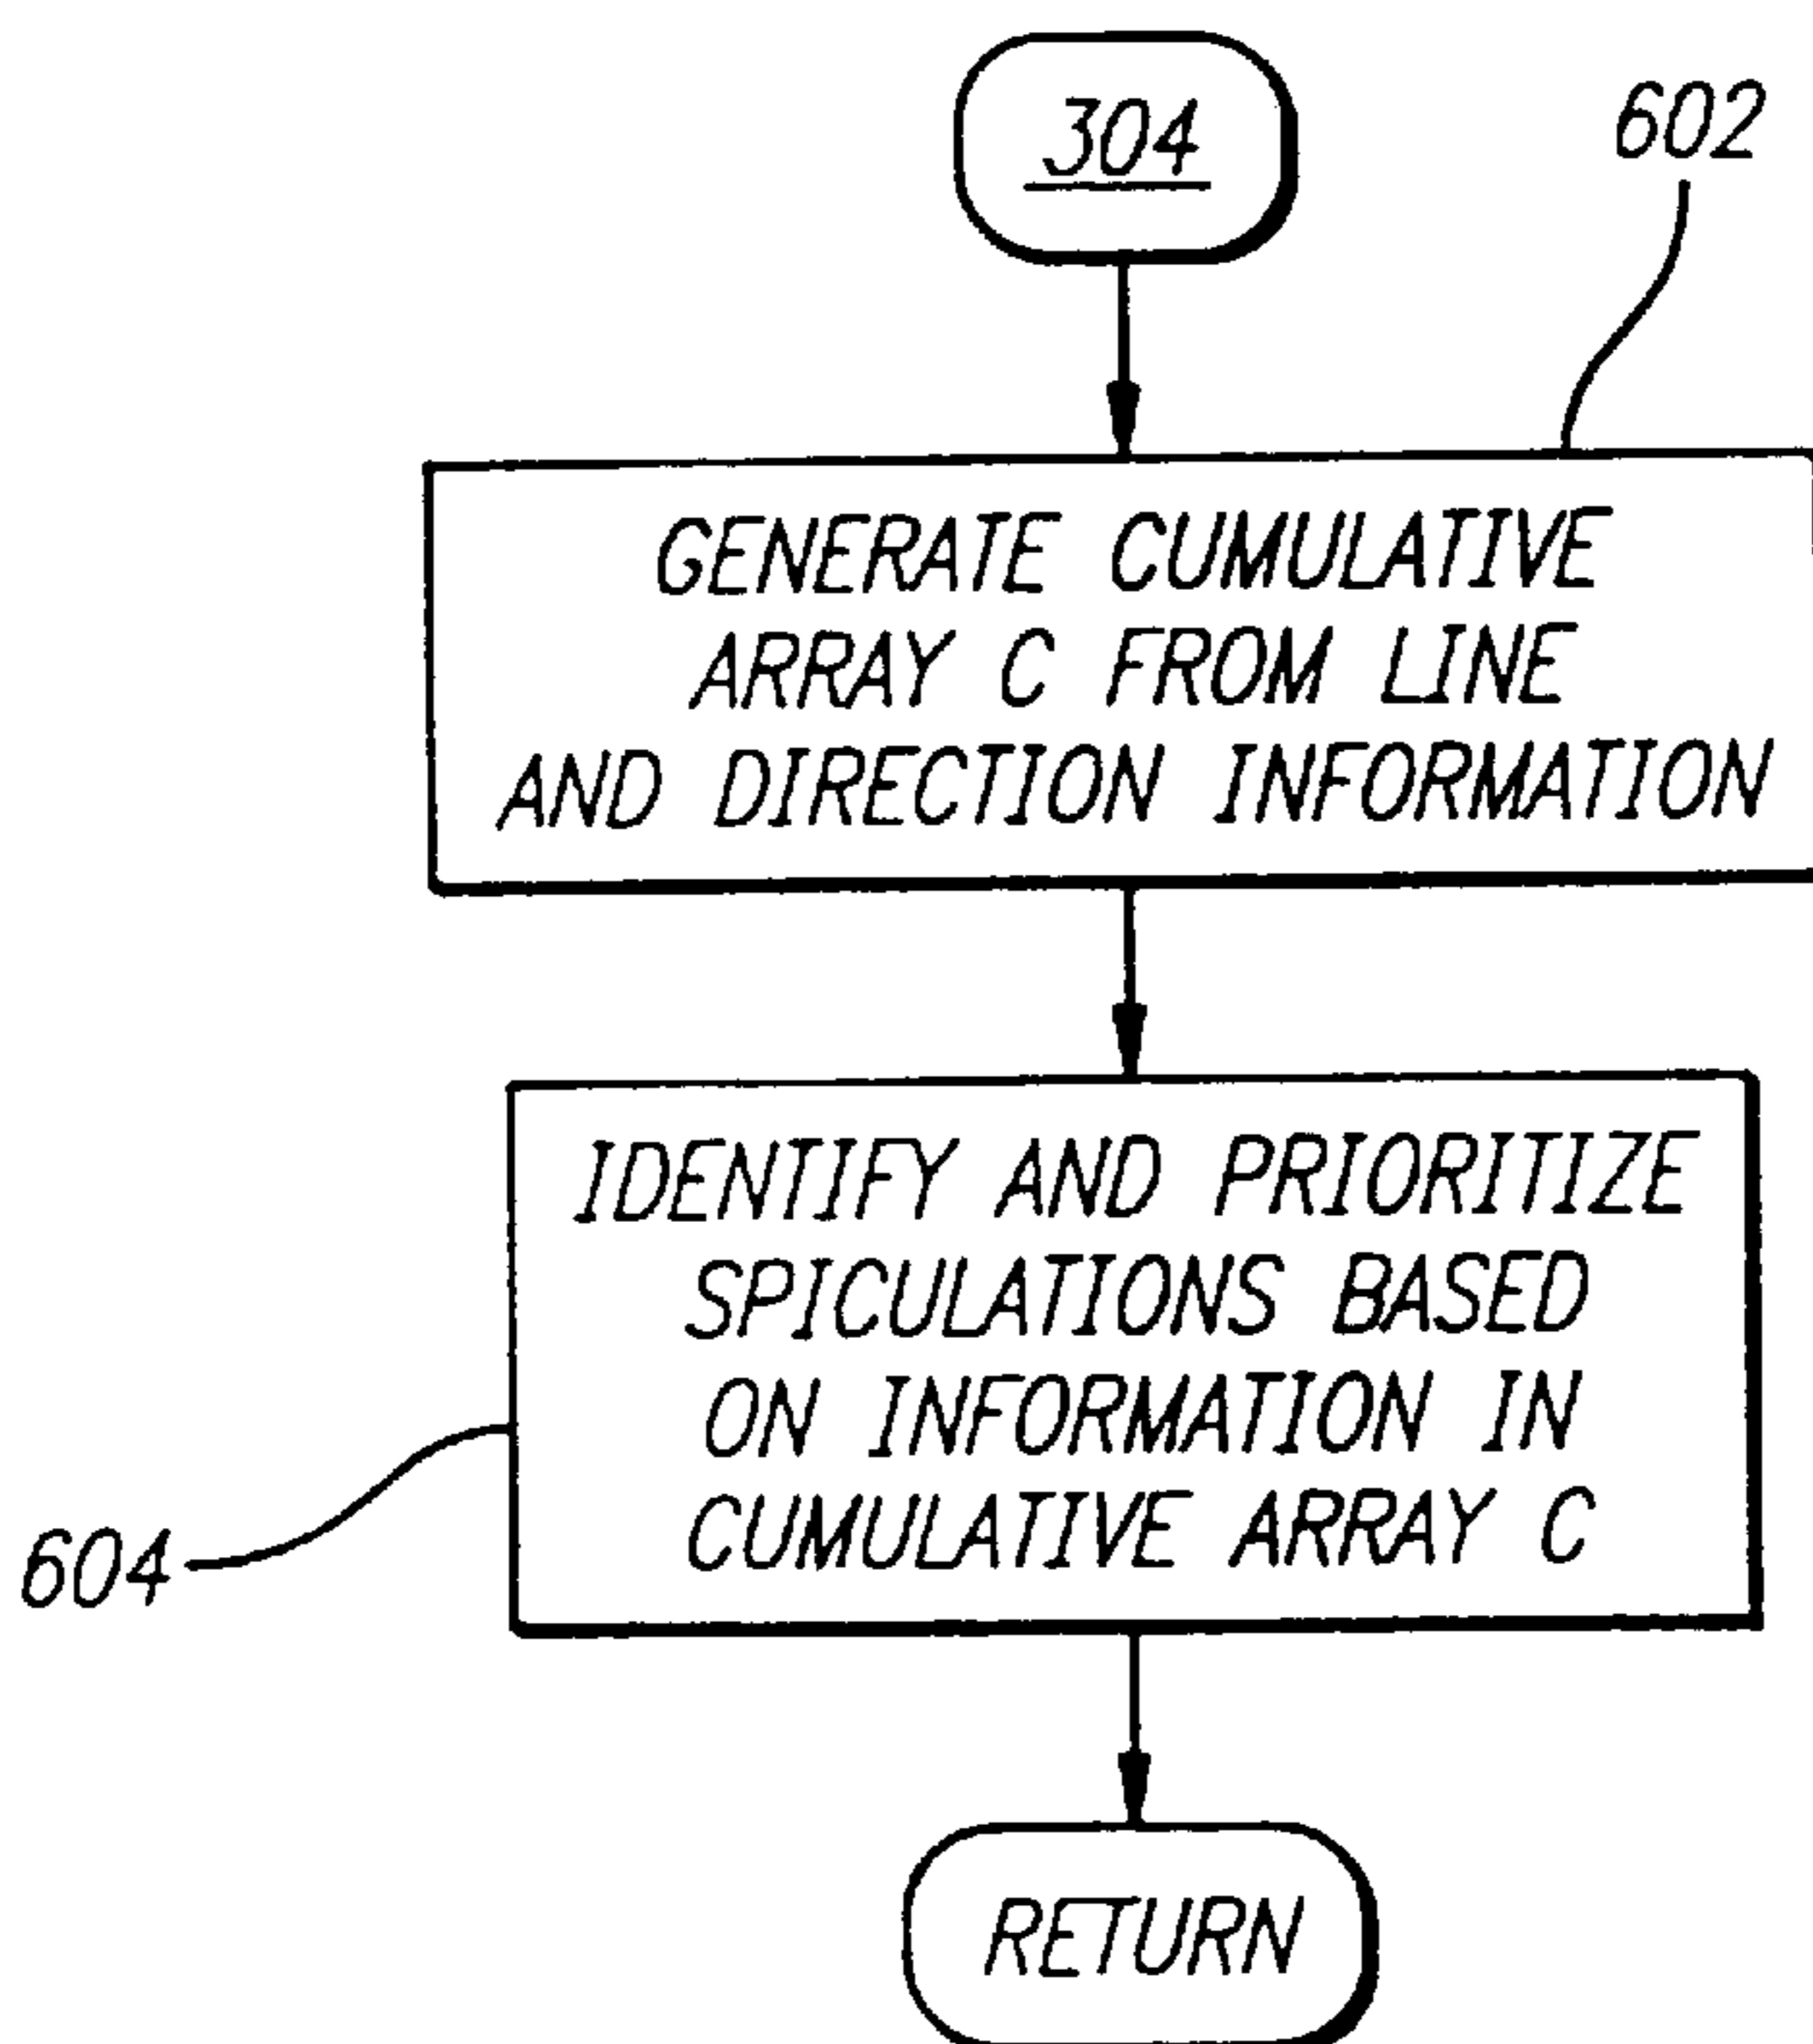 304
602
GENERATE CUMULATIVE
ARRAY C FROM LINE
AND DIRECTION INFORMATION
IDENTIFY AND PRIORITIZE
SPICULATIONS BASED
ON INFORMATION IN
CUMULATIVE ARRAY C
604
RETURN